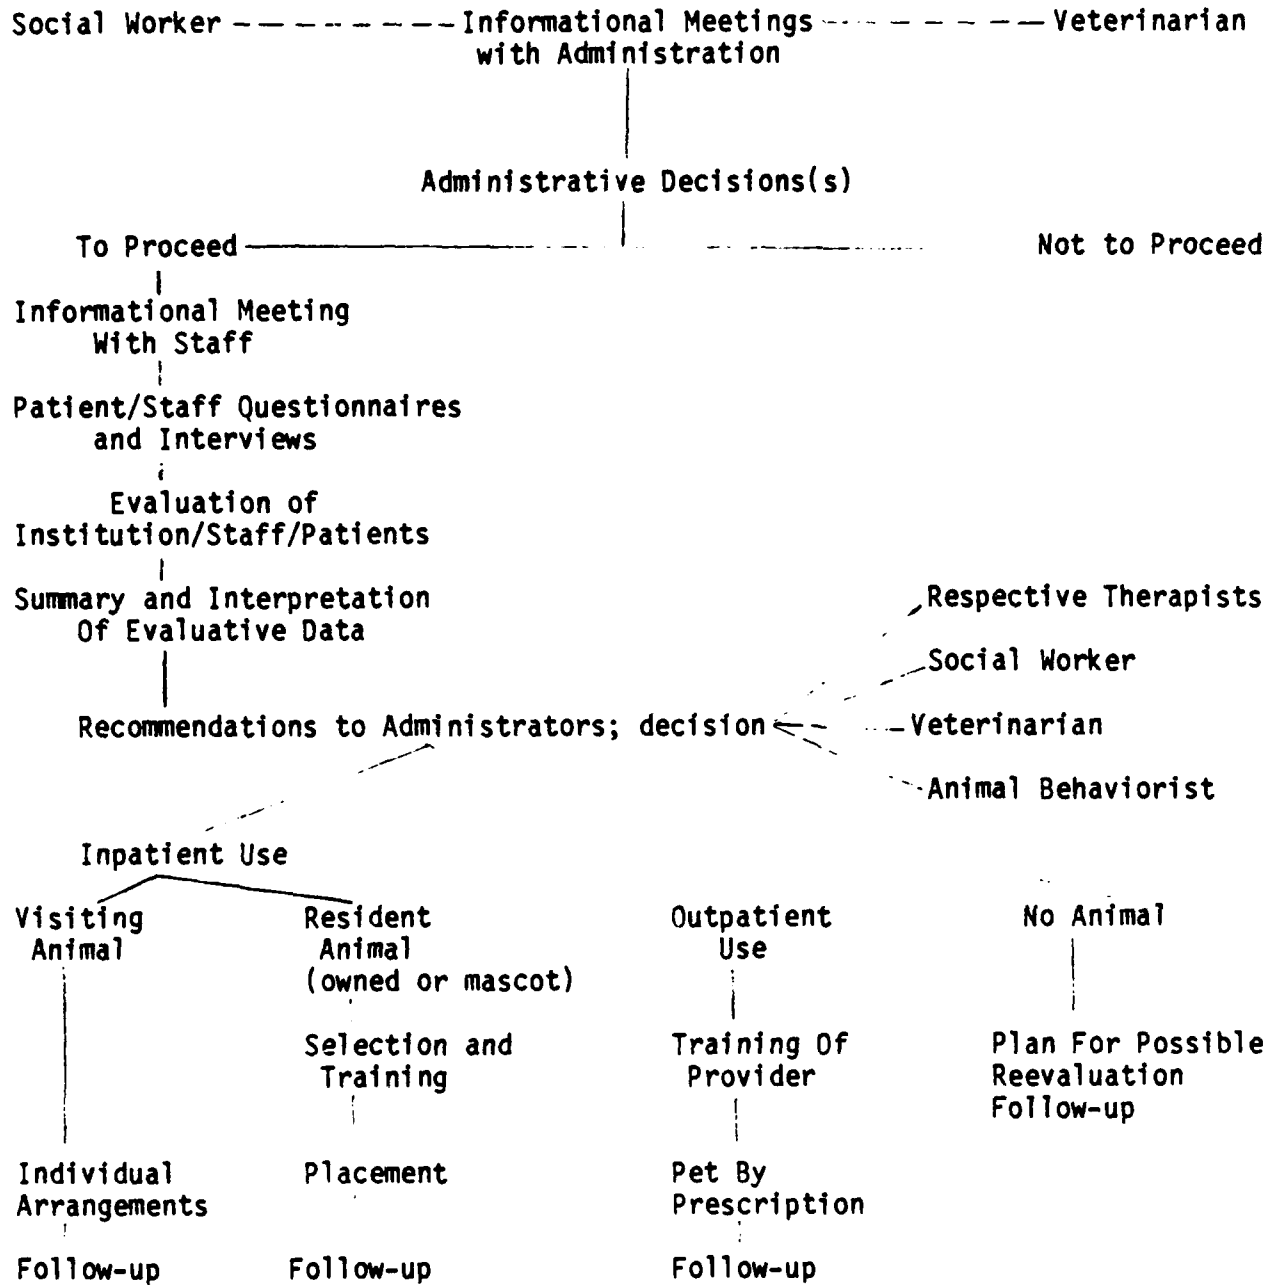 Social Worker Informational Meetings Veterinarian
with Administration
Administrative Decisions(s)
To Proceed Not to Proceed
Informational Meeting
With Staff
Patient/Staff Questionnaires
and Interviews
Evaluation of
Institution/Staff/Patients
Summary and Interpretation
Of Evaluative Data
Respective Therapists
Social Worker
Recommendations to Administrators; decision Veterinarian
Animal Behaviorist
Inpatient Use
Visiting Resident Outpatient No Animal
Animal Animal Use
(owned or mascot)
Selection and Training Of Plan For Possible
Training Provider Reevaluation
Follow-up
Individual Placement Pet By
Arrangements Prescription
Follow-up Follow-up Follow-up